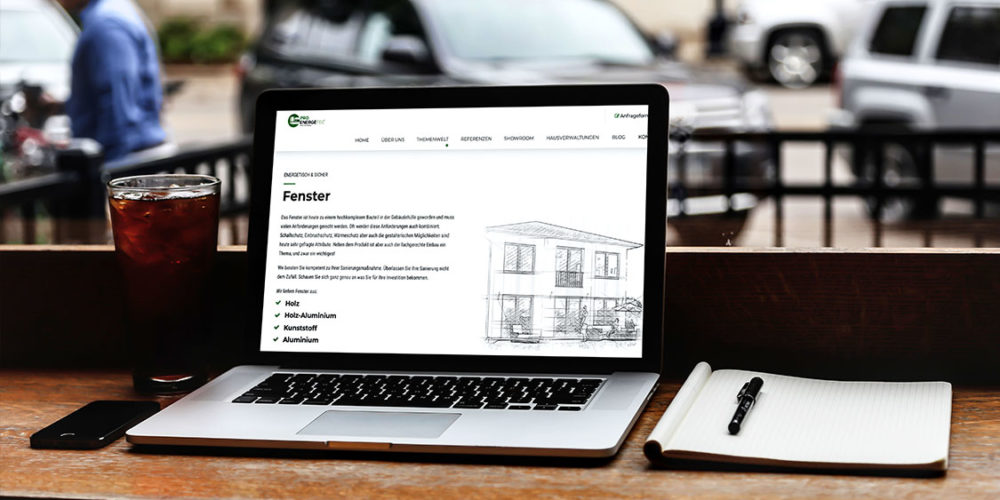 PRO
ENERGETEC
Anfrageform
HOME ÜBER UNS THEMENWELT REFERENZEN SHOWROOM HAUSVERWALTUNGEN BLOG KON
ENERGETISCH & SICHER
Fenster
Das Fenster ist heute zu einem hochkomplexen Bauteil in der Gebäudehülle geworden und muss
vielen Anforderungen gerecht werden. Oft werden diese Anforderungen auch kombiniert.
Schallschutz, Einbruchschutz, Wärmeschutz aber auch die gestalterischen Möglichkeiten sind
heute sehr gefragte Attribute. Neben dem Produkt ist aber auch der fachgerechte Einbau ein
Thema, und zwar ein wichtiges!
Wir beraten Sie kompetent zu Ihrer Sanierungsmaßnahme. Überlassen Sie Ihre Sanierung nicht
dem Zufall. Schauen Sie sich ganz genau an was Sie für Ihre Investition bekommen.
Wir liefern Fenster aus:
Holz
Holz-Aluminium
Kunststoff
Aluminium